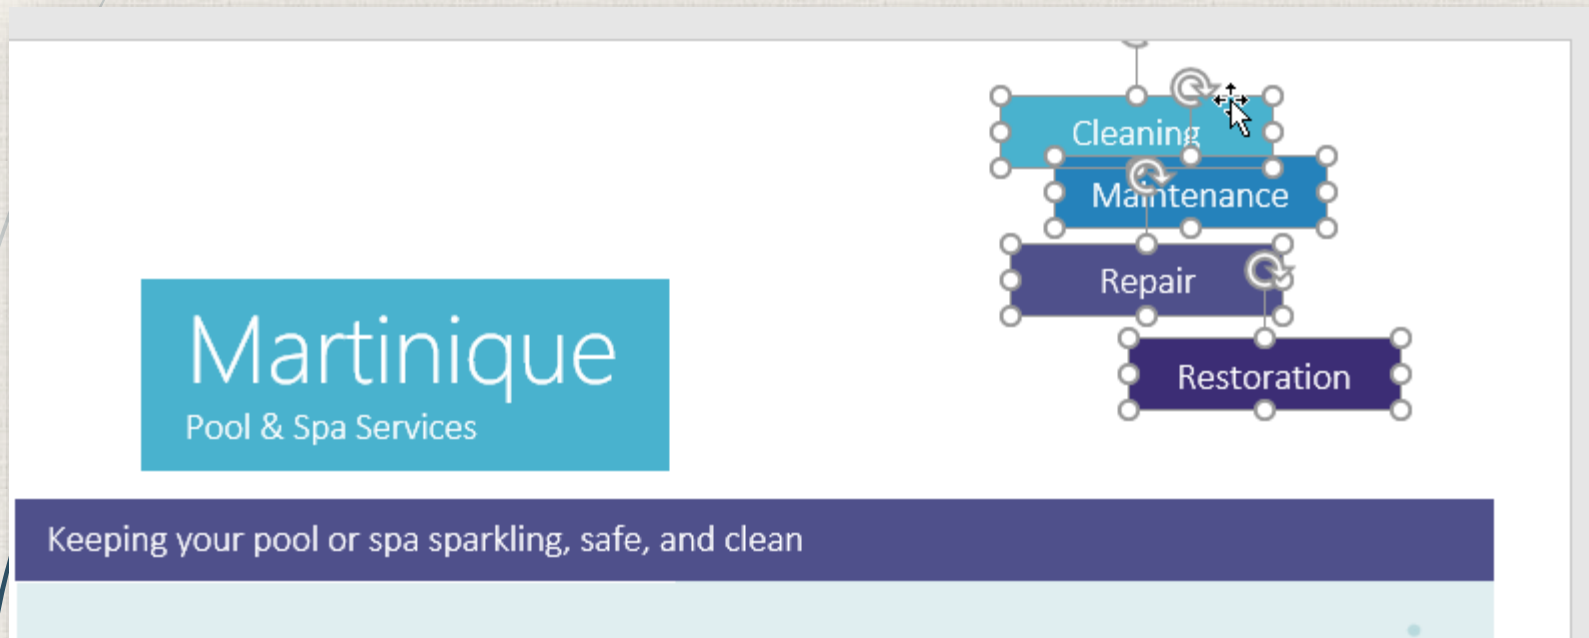 Cleaning
Maintenance
Repair
Restoration
Martinique
Pool & Spa Services
Keeping your pool or spa sparkling, safe, and clean